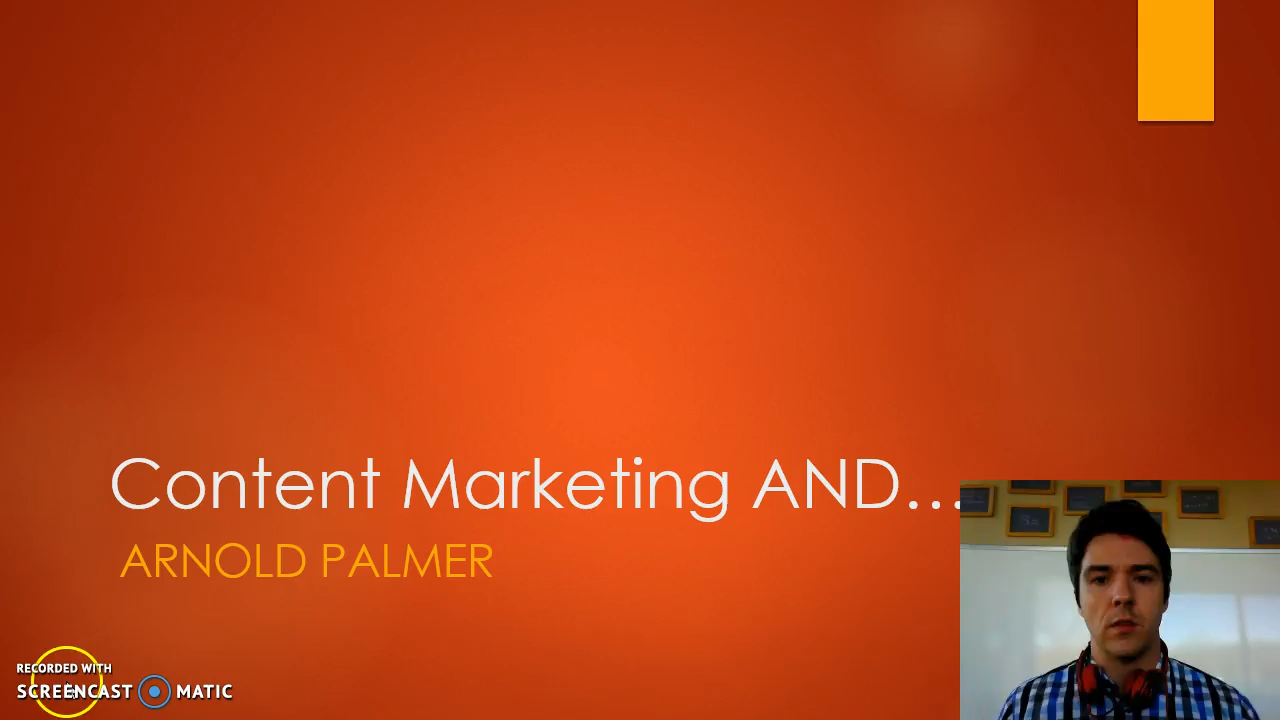 Content Marketing AND...
ARNOLD PALMER
RECORDED WITH
SCREENCAST MATIC